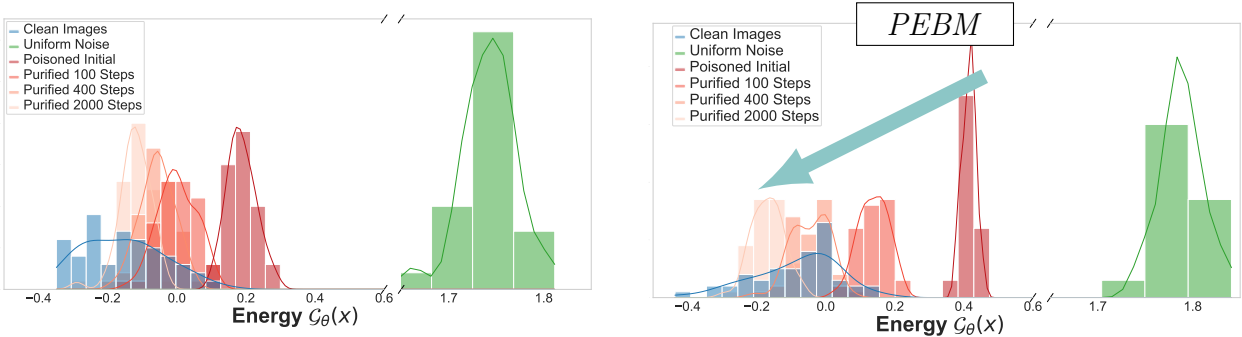 Clean Images
Uniform Noise
Poisoned Initial
Purified 100 Steps
Purified 400 Steps
Purified 2000 Steps
−0.4 −0.2 0.0 0.2 0.4 0.6 1.7 1.8
Energy 𝒢θ(x)
PEBM
Clean Images
Uniform Noise
Poisoned Initial
Purified 100 Steps
Purified 400 Steps
Purified 2000 Steps
−0.4 −0.2 0.0 0.2 0.4 0.6 1.7 1.8
Energy 𝒢θ(x)